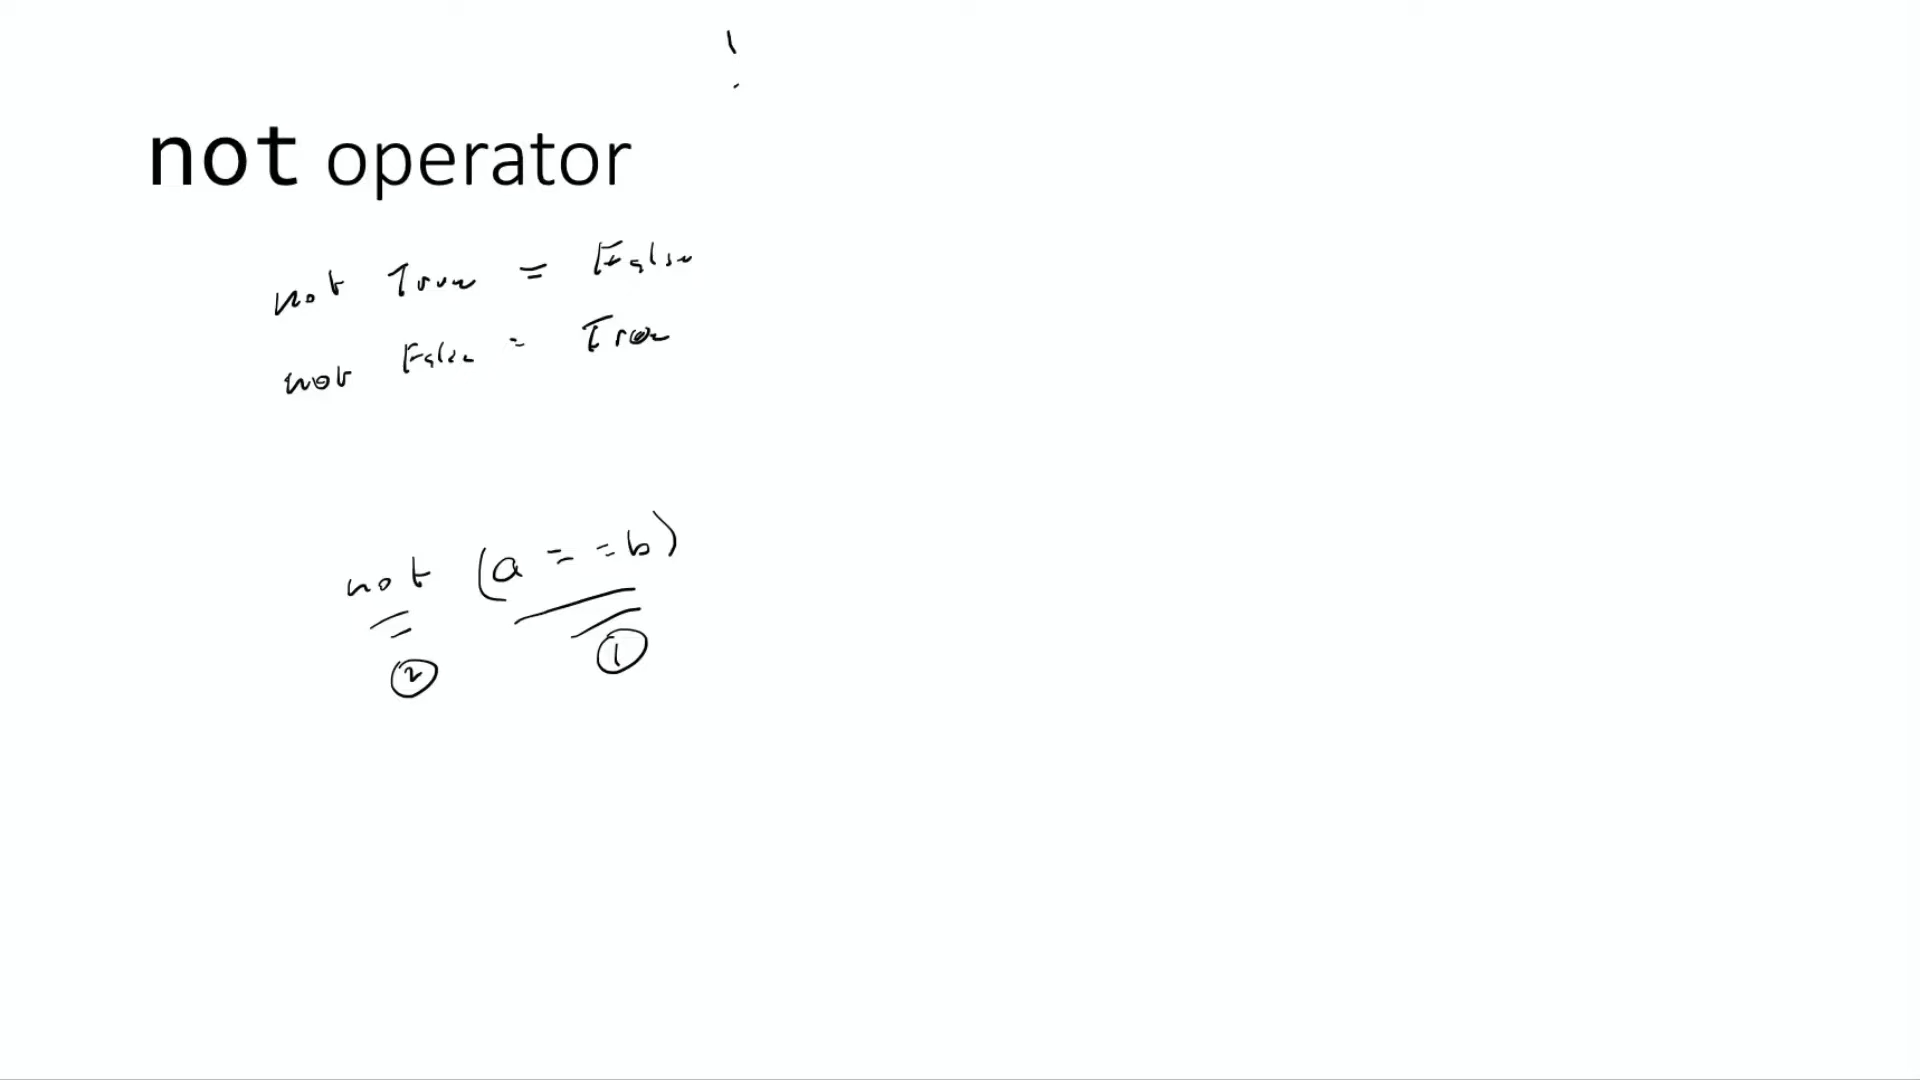 !
not operator
not True = False
not False = True
not (a == b)
② ①